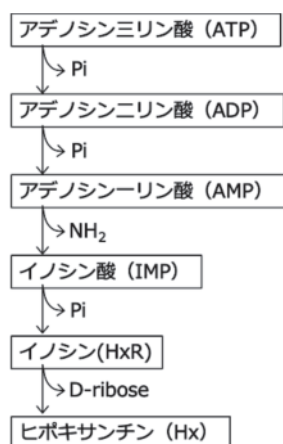 アデノシン三リン酸（ATP）
Pi
アデノシン二リン酸（ADP）
Pi
アデノシン一リン酸（AMP）
NH2
イノシン酸（IMP）
Pi
イノシン(HxR)
D-ribose
ヒポキサンチン（Hx）